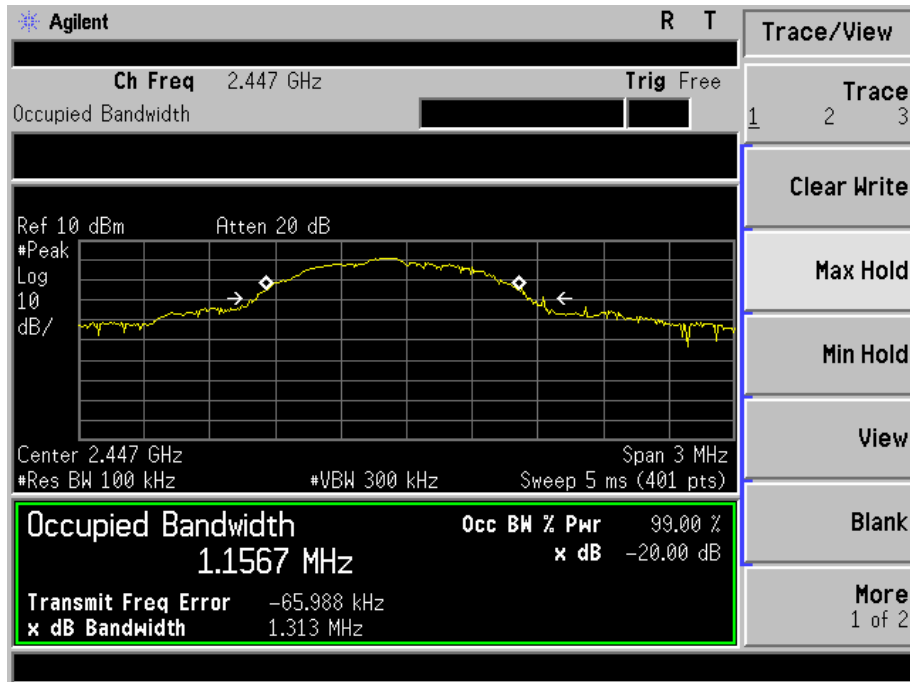 Agilent R T
Ch Freq 2.447 GHz Trig Free
Occupied Bandwidth
Ref 10 dBm Atten 20 dB
#Peak
Log
10
dB/
Center 2.447 GHz Span 3 MHz
#Res BW 100 kHz #VBW 300 kHz Sweep 5 ms (401 pts)
Occupied Bandwidth Occ BW % Pwr 99.00 %
1.1567 MHz x dB -20.00 dB
Transmit Freq Error -65.988 kHz
x dB Bandwidth 1.313 MHz
Trace/View
Trace
1 2 3
Clear Write
Max Hold
Min Hold
View
Blank
More
1 of 2